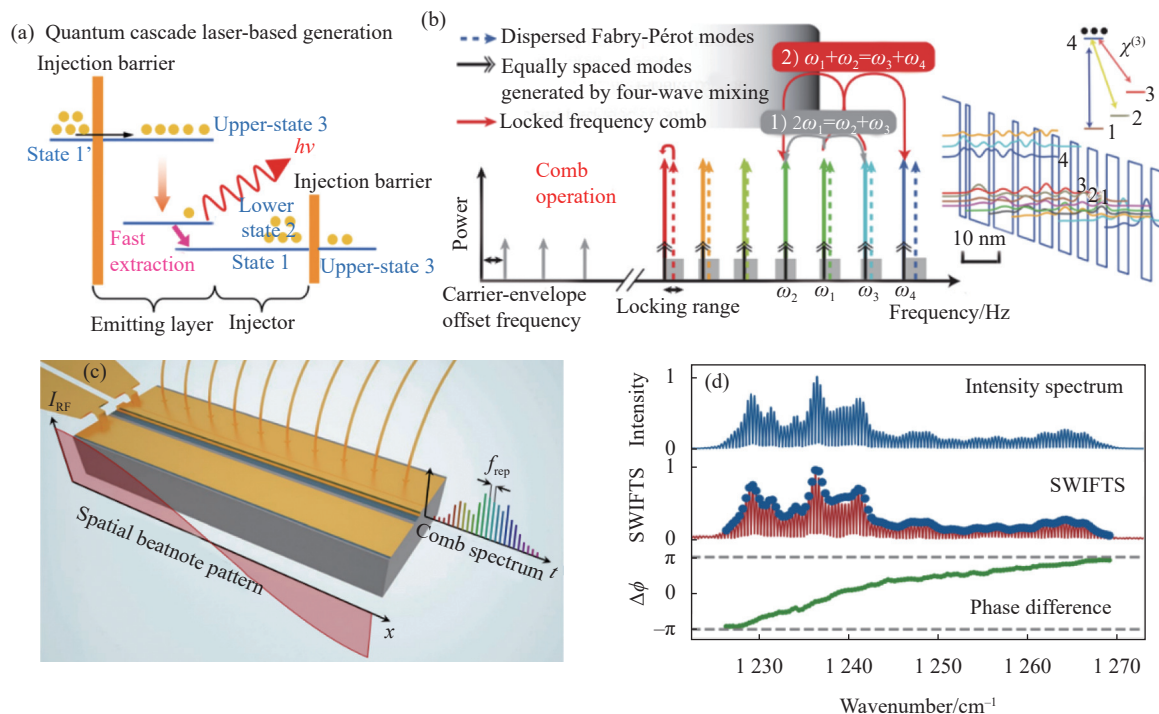 (a) Quantum cascade laser-based generation
Injection barrier
Upper-state 3
State 1’
hv
Injection barrier
Lower
state 2
Fast
extraction
State 1
Upper-state 3
Emitting layer
Injector
(b)
Dispersed Fabry-Pérot modes
Equally spaced modes
generated by four-wave mixing
Locked frequency comb
2) ω1+ω2=ω3+ω4
1) 2ω1=ω2+ω3
Comb
operation
Power
Carrier-envelope
offset frequency
Locking range
ω2
ω1
ω3
ω4
Frequency/Hz
4
χ(3)
3
2
1
4
3
2
1
10 nm
(c)
IRF
Spatial beatnote pattern
x
frep
Comb spectrum
t
(d)
Intensity
1
0
Intensity spectrum
SWIFTS
1
0
SWIFTS
Δϕ
π
0
−π
Phase difference
1 230
1 240
1 250
1 260
1 270
Wavenumber/cm−1